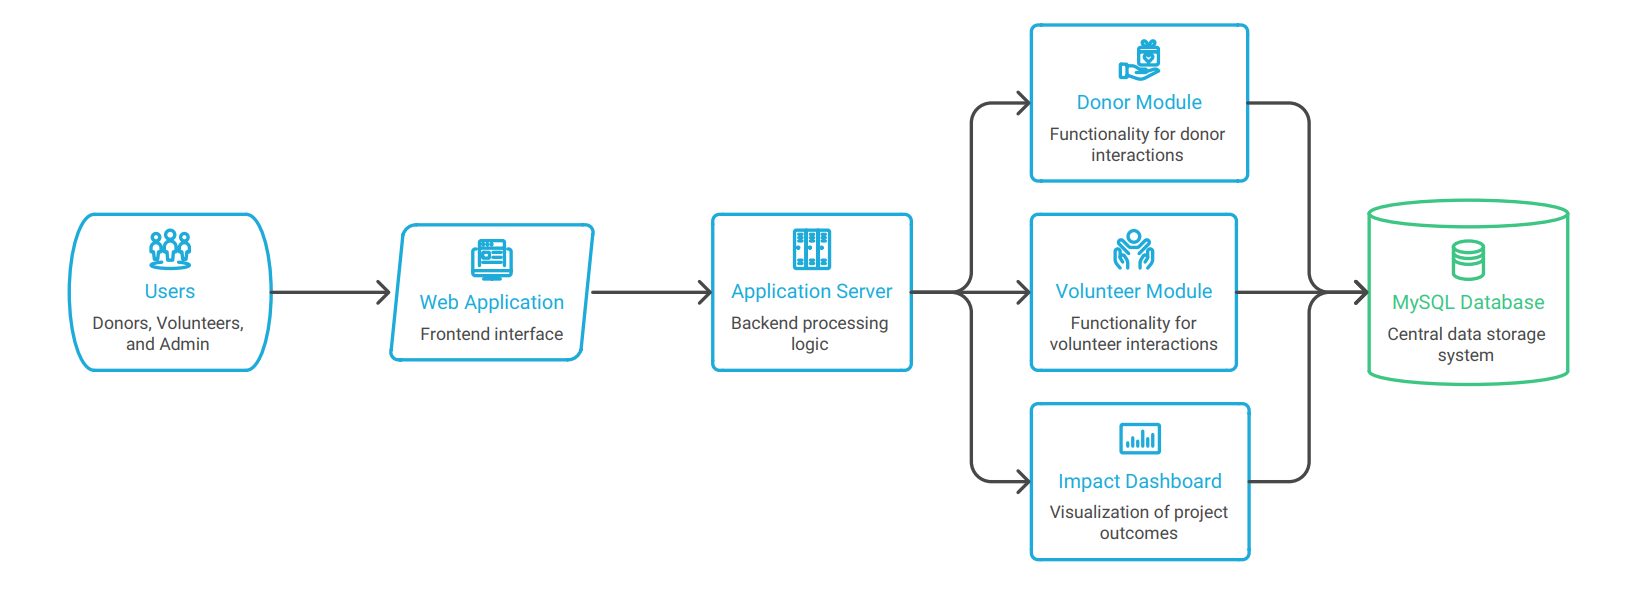 Users
Donors, Volunteers,
and Admin
Web Application
Frontend interface
Application Server
Backend processing
logic
Donor Module
Functionality for donor
interactions
Volunteer Module
Functionality for
volunteer interactions
Impact Dashboard
Visualization of project
outcomes
MySQL Database
Central data storage
system